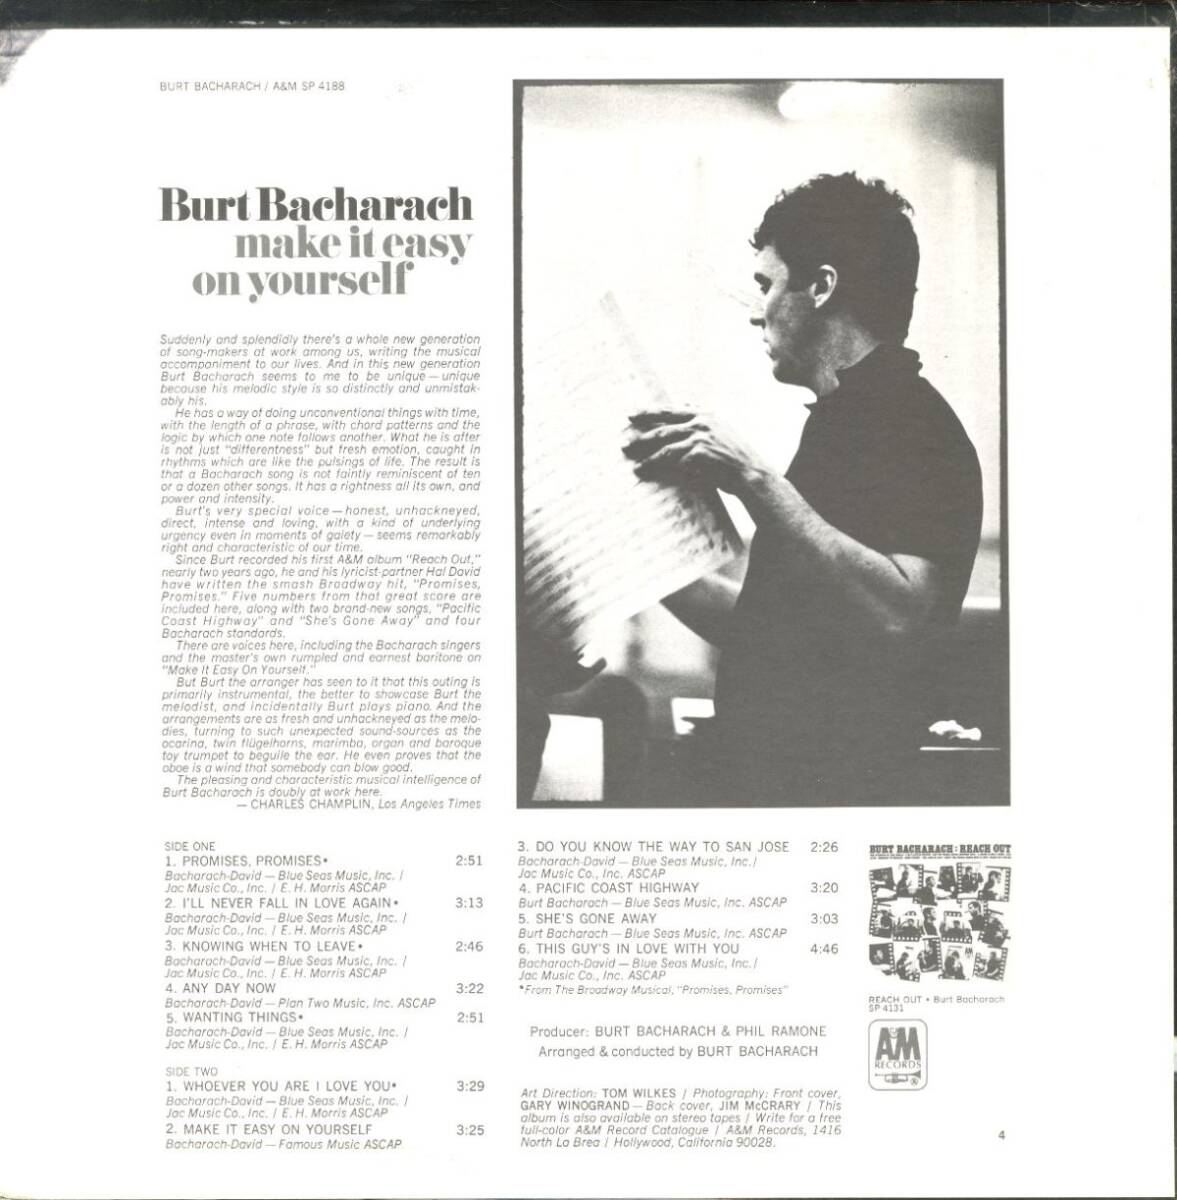 BURT BACHARACH / A&M SP 4188
Burt Bacharach
make it easy
on yourself
Suddenly and splendidly there's a whole new generation
of song-makers at work among us, writing the musical
accompaniment to our lives. And in this new generation
Burt Bacharach seems to me to be unique — unique
because his melodic style is so distinctly and unmistak-
ably his.
He has a way of doing unconventional things with time,
with the length of a phrase, with chord patterns and the
logic by which one note follows another. What he is after
is not just "differentness" but fresh emotion, caught in
rhythms which are like the pulsings of life. The result is
that a Bacharach song is not faintly reminiscent of ten
or a dozen other songs. It has a rightness all its own, and
power and intensity.
Burt's very special voice — honest, unhackneyed,
direct, intense and loving, with a kind of underlying
urgency even in moments of gaiety — seems remarkably
right and characteristic of our time.
Since Burt recorded his first A&M album "Reach Out,"
nearly two years ago, he and his lyricist-partner Hal David
have written the smash Broadway hit, "Promises,
Promises." Five numbers from that great score are
included here, along with two brand-new songs, "Pacific
Coast Highway" and "She's Gone Away" and four
Bacharach standards.
There are voices here, including the Bacharach singers
and the master's own rumpled and earnest baritone on
"Make It Easy On Yourself."
But Burt the arranger has seen to it that this outing is
primarily instrumental, the better to showcase Burt the
melodist, and incidentally Burt plays piano. And the
arrangements are as fresh and unhackneyed as the melo-
dies, turning to such unexpected sound-sources as the
ocarina, twin flügelhorns, marimba, organ and baroque
toy trumpet to beguile the ear. He even proves that the
oboe is a wind that somebody can blow good.
The pleasing and characteristic musical intelligence of
Burt Bacharach is doubly at work here.
— CHARLES CHAMPLIN, Los Angeles Times
SIDE ONE
1. PROMISES, PROMISES• 2:51
Bacharach-David — Blue Seas Music, Inc. /
Jac Music Co., Inc. / E. H. Morris ASCAP
2. I'LL NEVER FALL IN LOVE AGAIN• 3:13
Bacharach-David — Blue Seas Music, Inc. /
Jac Music Co., Inc. / E. H. Morris ASCAP
3. KNOWING WHEN TO LEAVE• 2:46
Bacharach-David — Blue Seas Music, Inc. /
Jac Music Co., Inc. / E. H. Morris ASCAP
4. ANY DAY NOW 3:22
Bacharach-David — Plan Two Music, Inc. ASCAP
5. WANTING THINGS• 2:51
Bacharach-David — Blue Seas Music, Inc. /
Jac Music Co., Inc. / E. H. Morris ASCAP
SIDE TWO
1. WHOEVER YOU ARE I LOVE YOU• 3:29
Bacharach-David — Blue Seas Music, Inc. /
Jac Music Co., Inc. / E. H. Morris ASCAP
2. MAKE IT EASY ON YOURSELF 3:25
Bacharach-David — Famous Music ASCAP
3. DO YOU KNOW THE WAY TO SAN JOSE 2:26
Bacharach-David — Blue Seas Music, Inc. /
Jac Music Co., Inc. ASCAP
4. PACIFIC COAST HIGHWAY 3:20
Burt Bacharach — Blue Seas Music, Inc. ASCAP
5. SHE'S GONE AWAY 3:03
Burt Bacharach — Blue Seas Music, Inc. ASCAP
6. THIS GUY'S IN LOVE WITH YOU 4:46
Bacharach-David — Blue Seas Music, Inc. /
Jac Music Co., Inc. ASCAP
*From The Broadway Musical, "Promises, Promises"
Producer: BURT BACHARACH & PHIL RAMONE
Arranged & conducted by BURT BACHARACH
Art Direction: TOM WILKES / Photography: Front cover,
GARY WINOGRAND — Back cover, JIM McCRARY / This
album is also available on stereo tapes / Write for a free
full-color A&M Record Catalogue / A&M Records, 1416
North La Brea / Hollywood, California 90028.
BURT BACHARACH : REACH OUT
REACH OUT • Burt Bacharach
SP 4131
A&M
RECORDS
®
4